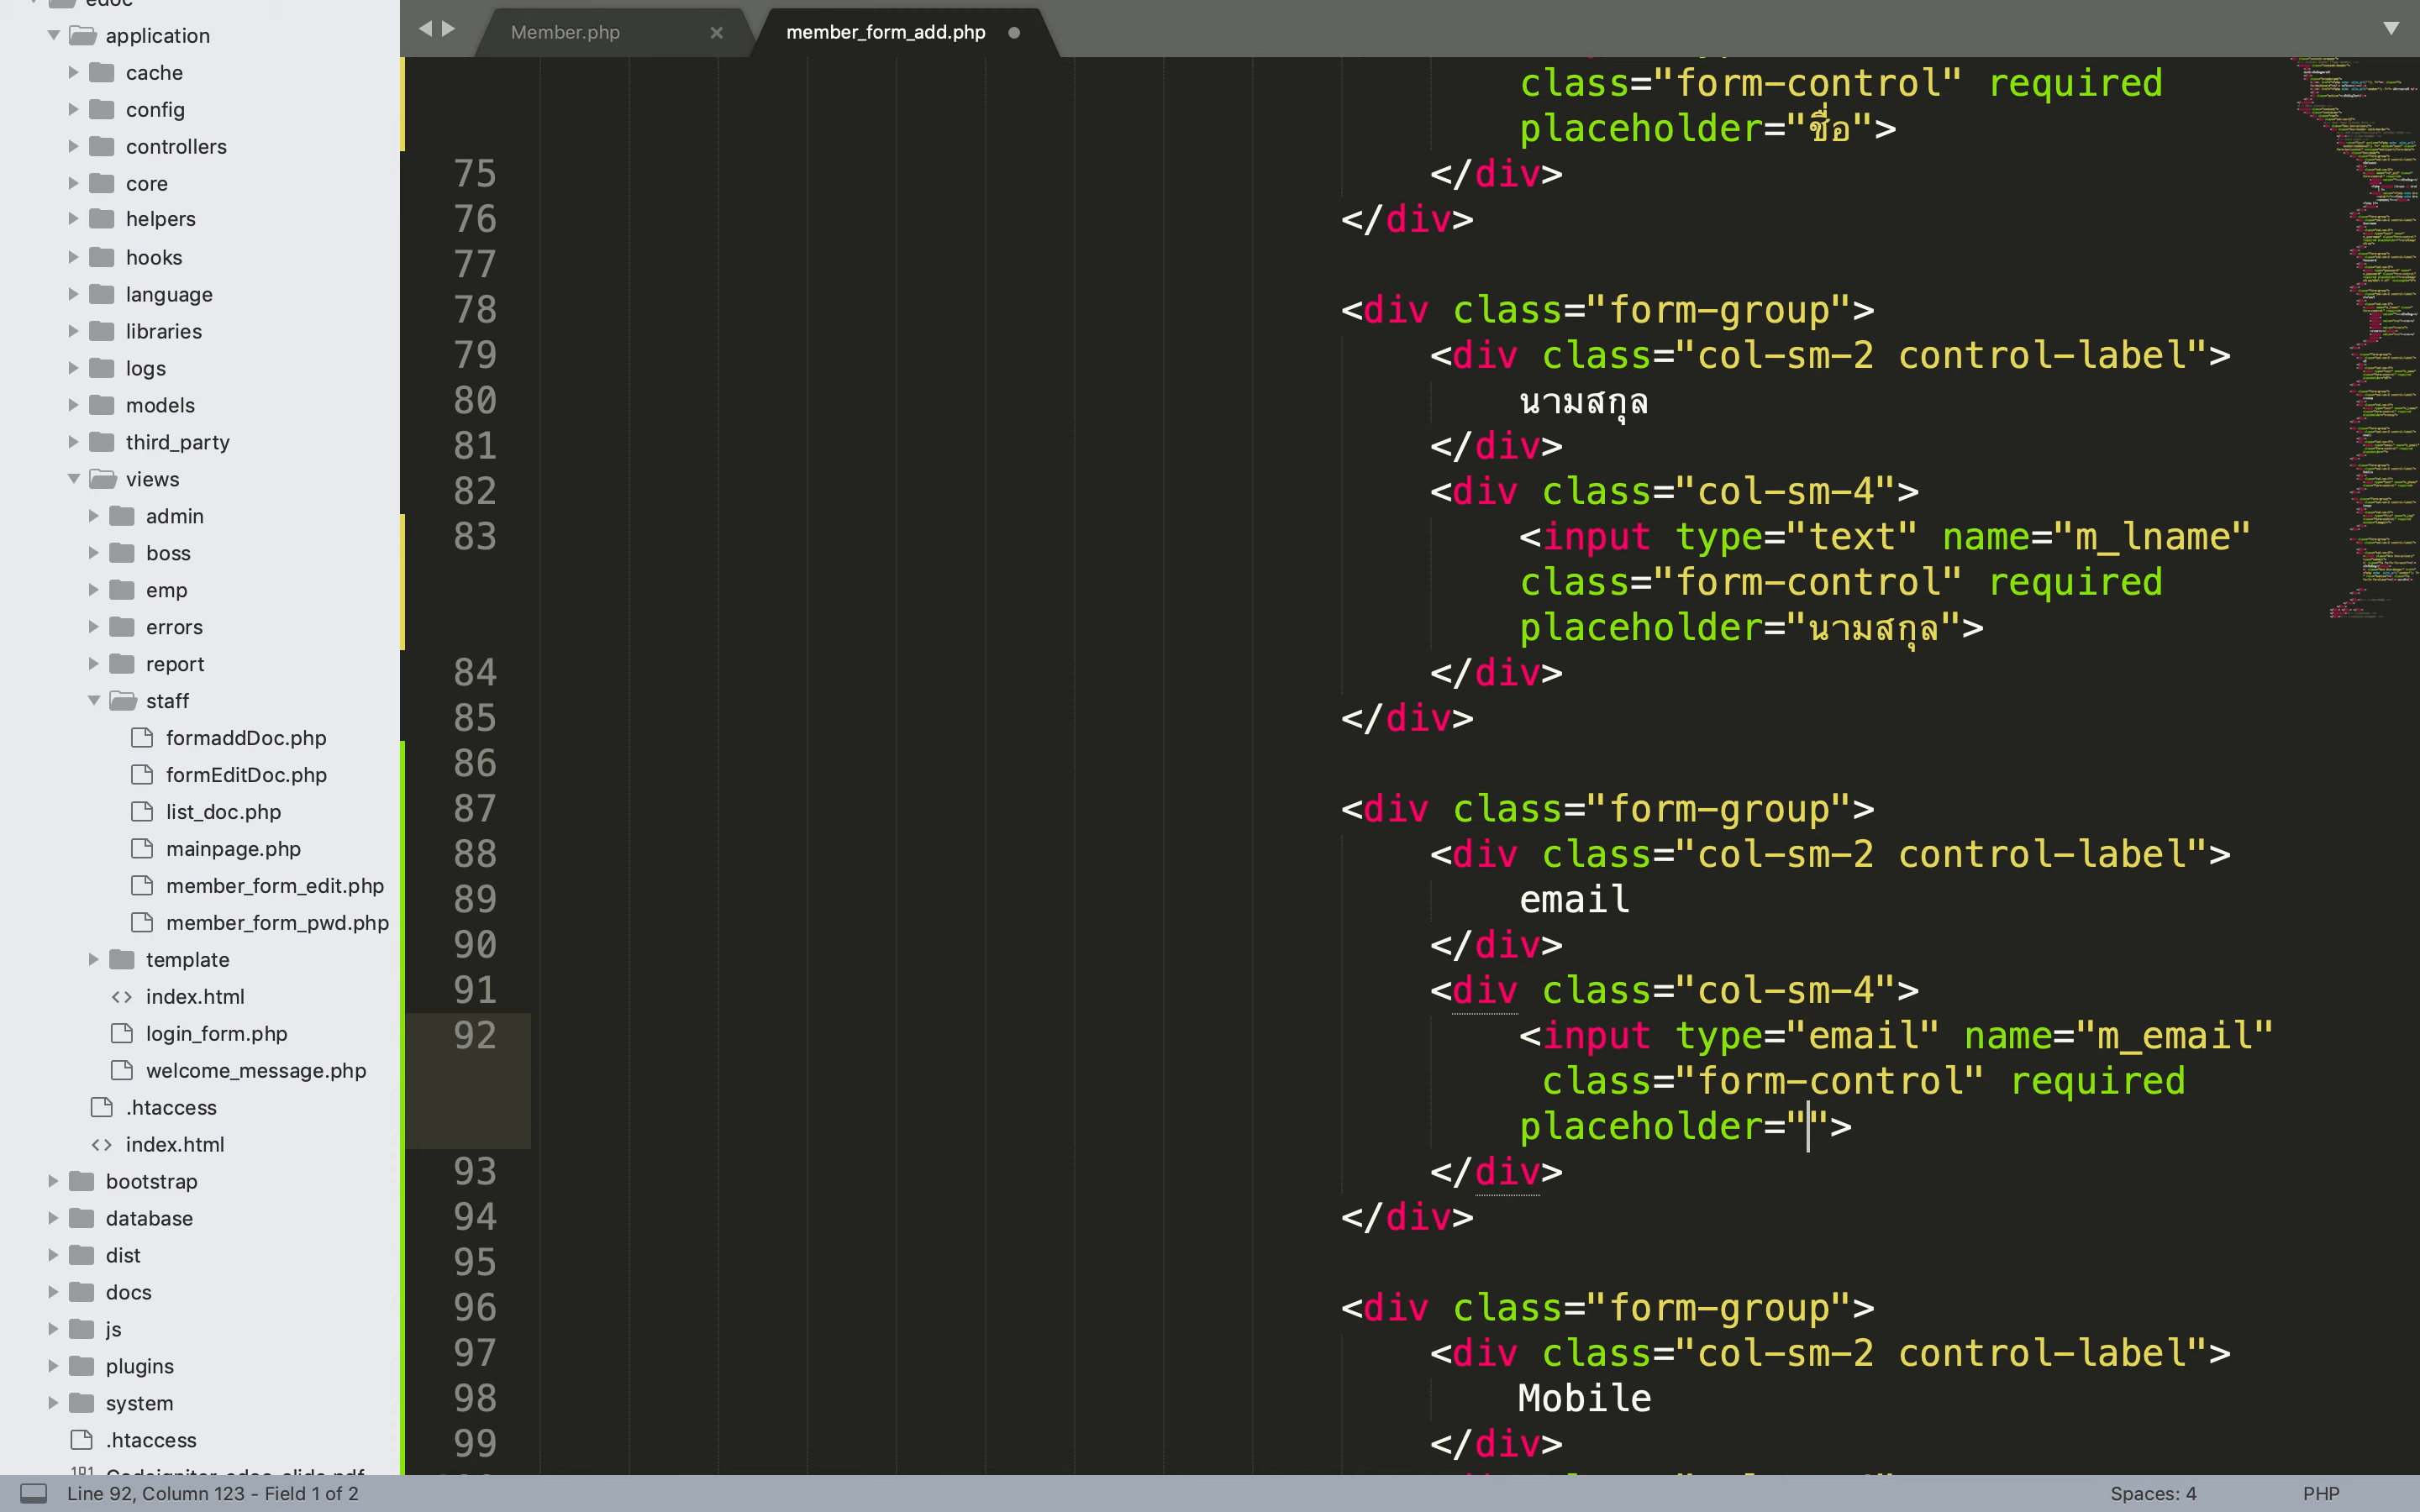 edoc
application
cache
config
controllers
core
helpers
hooks
language
libraries
logs
models
third_party
views
admin
boss
emp
errors
report
staff
formaddDoc.php
formEditDoc.php
list_doc.php
mainpage.php
member_form_edit.php
member_form_pwd.php
template
index.html
login_form.php
welcome_message.php
.htaccess
index.html
bootstrap
database
dist
docs
js
plugins
system
.htaccess
Member.php
member_form_add.php
class="form-control" required
placeholder="ชื่อ">
75 </div>
76 </div>
77
78 <div class="form-group">
79 <div class="col-sm-2 control-label">
80 นามสกุล
81 </div>
82 <div class="col-sm-4">
83 <input type="text" name="m_lname"
class="form-control" required
placeholder="นามสกุล">
84 </div>
85 </div>
86
87 <div class="form-group">
88 <div class="col-sm-2 control-label">
89 email
90 </div>
91 <div class="col-sm-4">
92 <input type="email" name="m_email"
class="form-control" required
placeholder="">
93 </div>
94 </div>
95
96 <div class="form-group">
97 <div class="col-sm-2 control-label">
98 Mobile
99 </div>
Line 92, Column 123 - Field 1 of 2
Spaces: 4
PHP